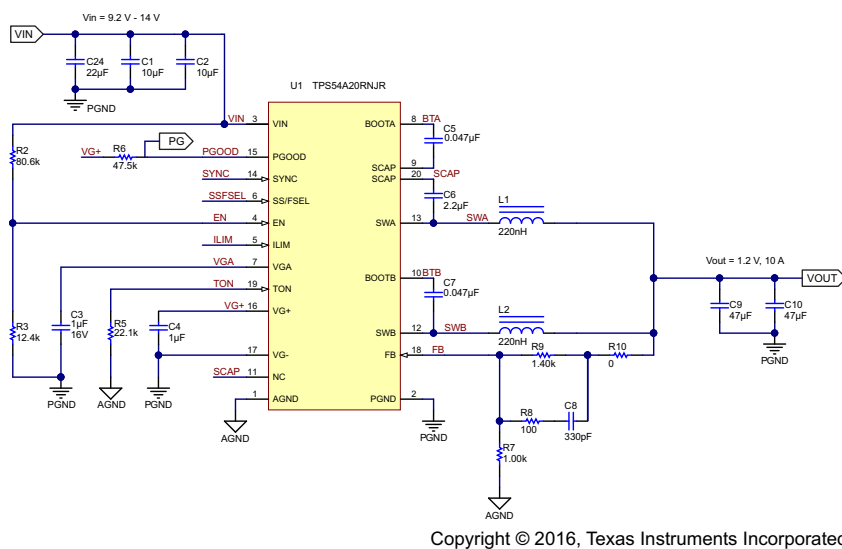 Vin = 9.2 V - 14 V
VIN
C24
22µF
C1
10µF
C2
10µF
PGND
U1 TPS54A20RNJR
VIN 3 VIN
BOOTA 8 BTA
C5
0.047µF
R2
80.6k
VG+
R6
47.5k
PG
PGOOD 15 PGOOD
SCAP 9
SCAP 20 SCAP
SYNC 14 SYNC
SSFSEL 6 SS/FSEL
C6
2.2µF
L1
220nH
EN 4 EN
SWA 13 SWA
ILIM 5 ILIM
VGA 7 VGA
BOOTB 10 BTB
C7
0.047µF
Vout = 1.2 V, 10 A
VOUT
TON 19 TON
VG+ 16 VG+
C9
47µF
C10
47µF
PGND
R3
12.4k
C3
1µF
16V
R5
22.1k
C4
1µF
L2
220nH
SWB 12 SWB
17 VG-
FB 18 FB
R9
1.40k
R10
0
SCAP 11 NC
1 AGND
PGND 2
R8
100
C8
330pF
PGND
AGND
PGND
AGND
PGND
R7
1.00k
AGND
Copyright © 2016, Texas Instruments Incorporated